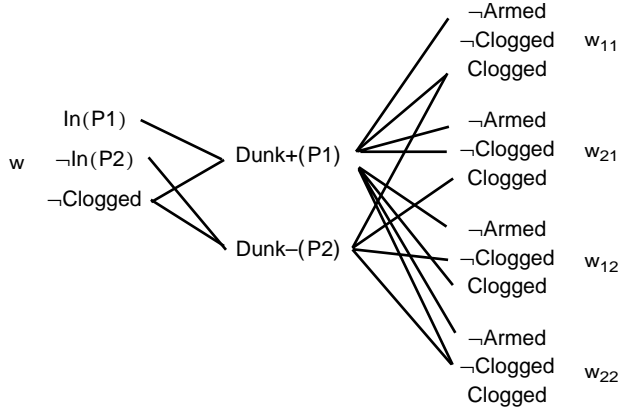 ¬Armed
¬Clogged w₁₁
Clogged
In(P1)
¬Armed
w ¬In(P2) Dunk+(P1) ¬Clogged w₂₁
¬Clogged
Clogged
¬Armed
Dunk–(P2)
¬Clogged w₁₂
Clogged
¬Armed
¬Clogged w₂₂
Clogged